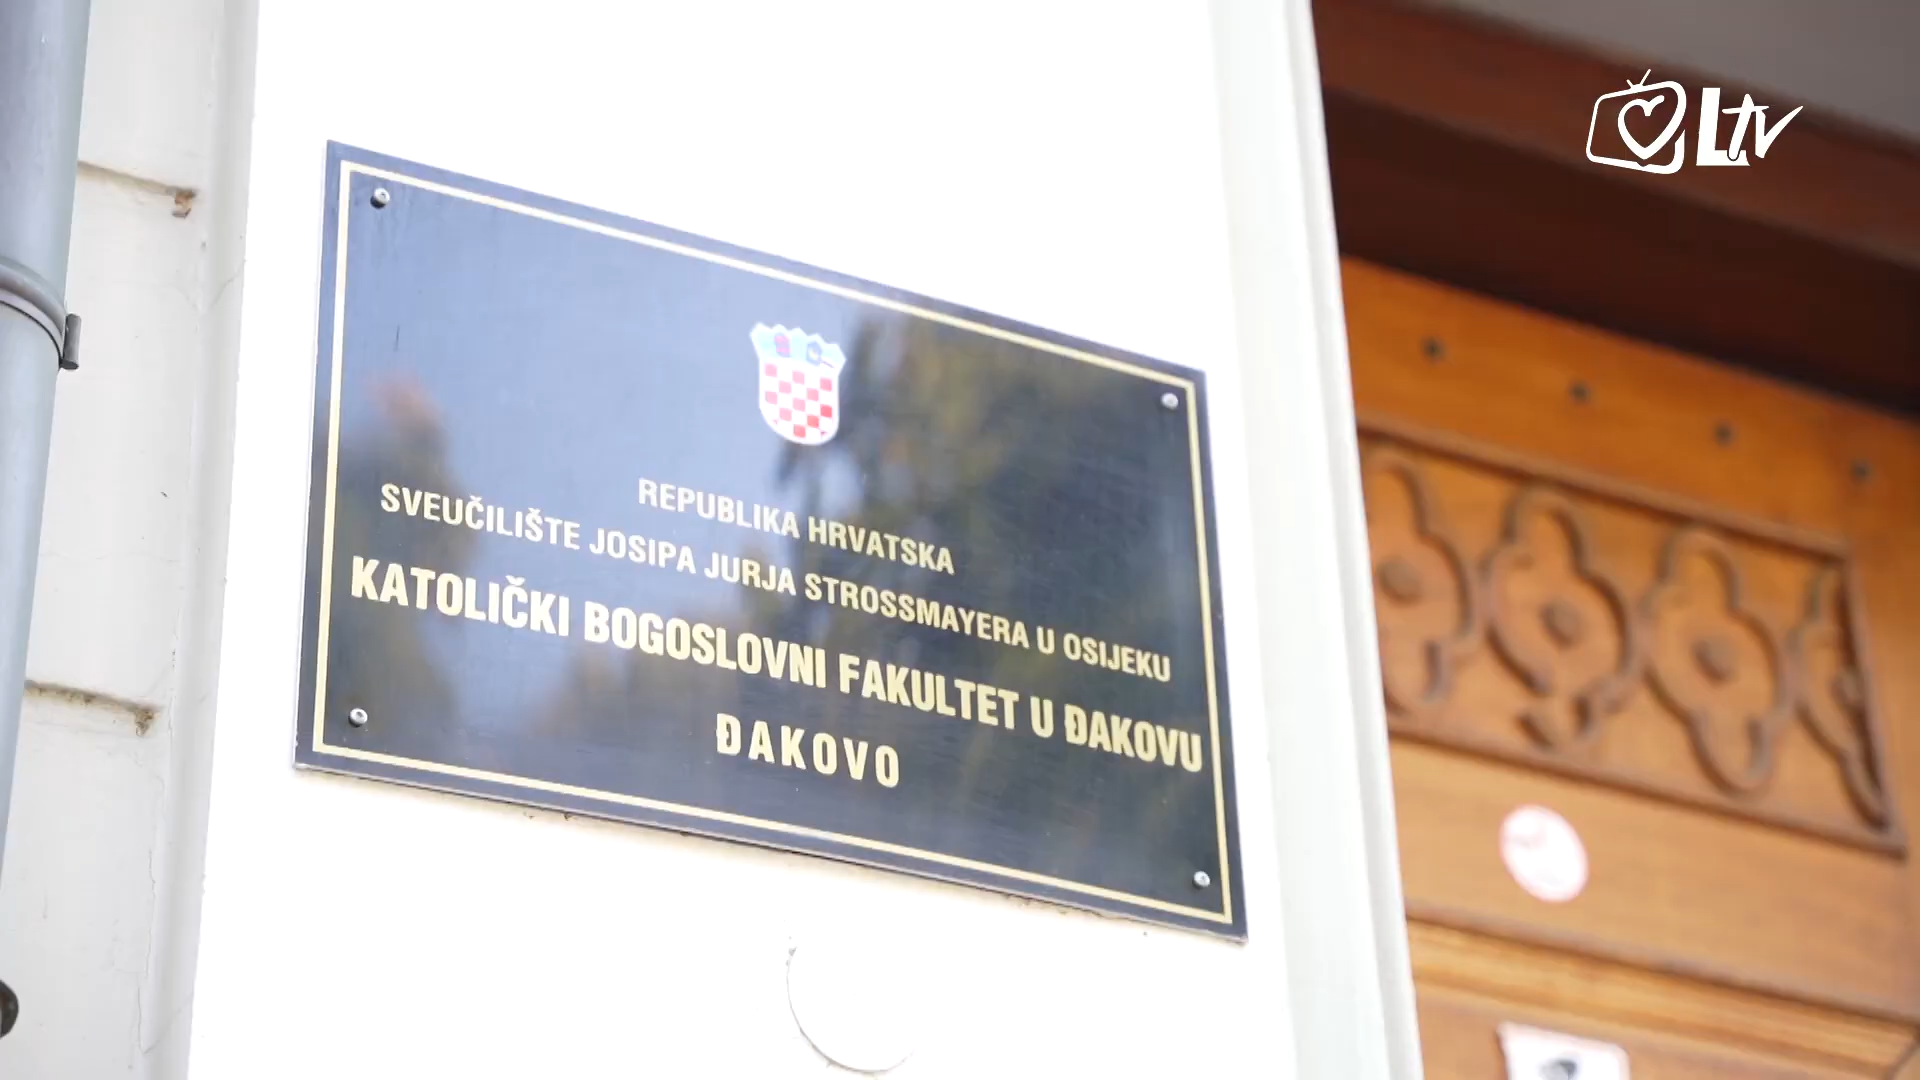 LTV
REPUBLIKA HRVATSKA
SVEUČILIŠTE JOSIPA JURJA STROSSMAYERA U OSIJEKU
KATOLIČKI BOGOSLOVNI FAKULTET U ĐAKOVU
ĐAKOVO